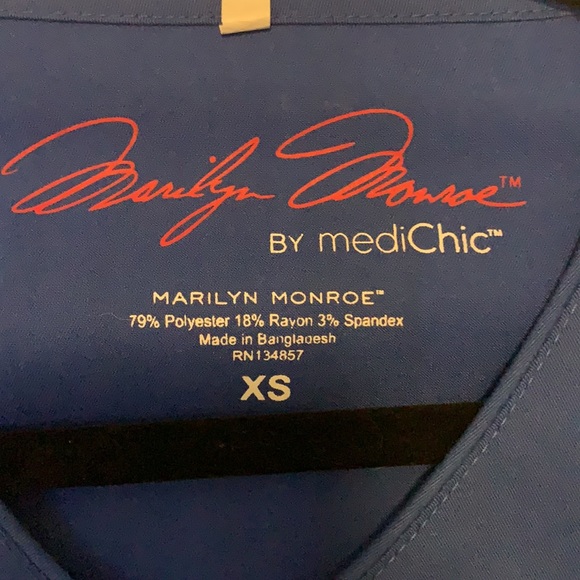 Marilyn Monroe™
BY mediChic™
MARILYN MONROE™
79% Polyester 18% Rayon 3% Spandex
Made in Bangladesh
RN134857
XS